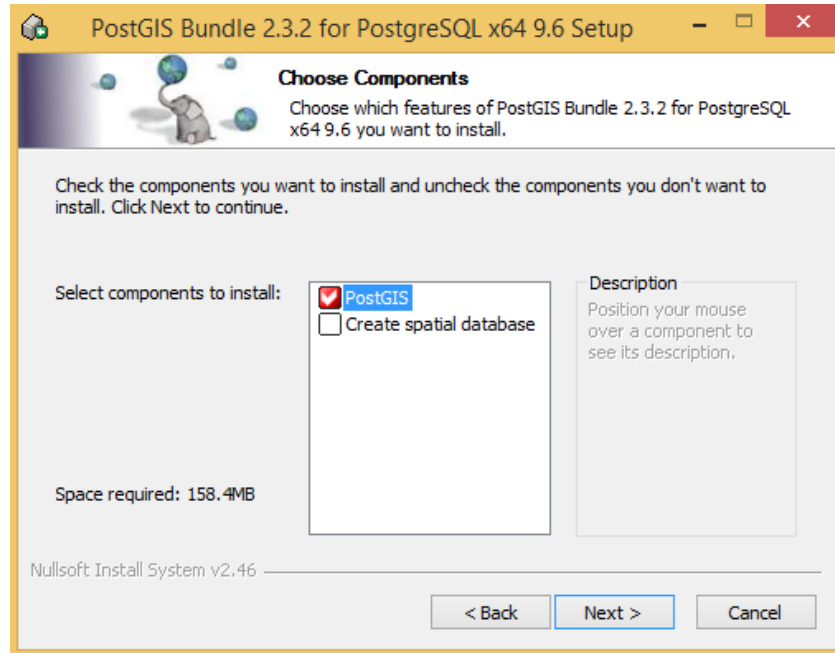 PostGIS Bundle 2.3.2 for PostgreSQL x64 9.6 Setup
Choose Components
Choose which features of PostGIS Bundle 2.3.2 for PostgreSQL
x64 9.6 you want to install.
Check the components you want to install and uncheck the components you don't want to
install. Click Next to continue.
Select components to install:
PostGIS
Create spatial database
Description
Position your mouse
over a component to
see its description.
Space required: 158.4MB
Nullsoft Install System v2.46
< Back
Next >
Cancel